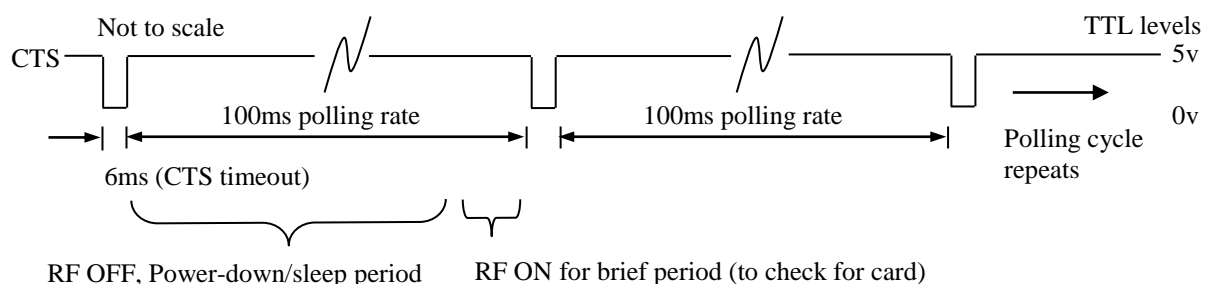 Not to scale
TTL levels
CTS
5v
100ms polling rate
100ms polling rate
0v
Polling cycle
repeats
6ms (CTS timeout)
RF OFF, Power-down/sleep period
RF ON for brief period (to check for card)